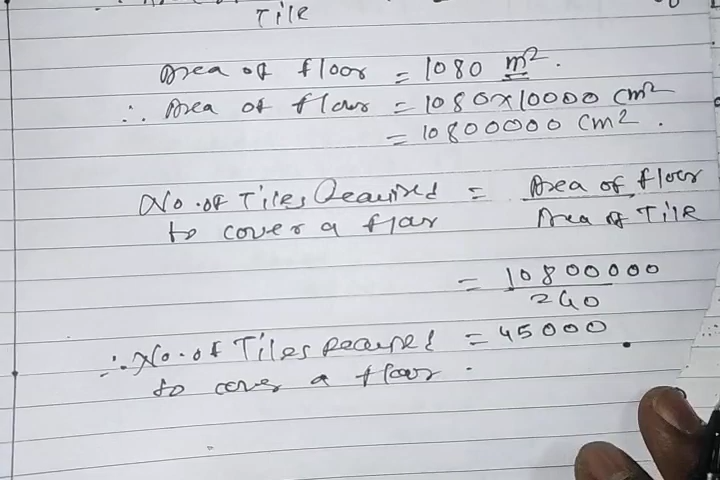 Tile
Area of floor = 1080 m².
∴ Area of floor = 1080×10000 cm²
= 10800000 cm².
No. of Tiles Required = Area of floor
to cover a floor Area of Tile
= 10800000
240
∴ No. of Tiles required = 45000
to cover a floor.